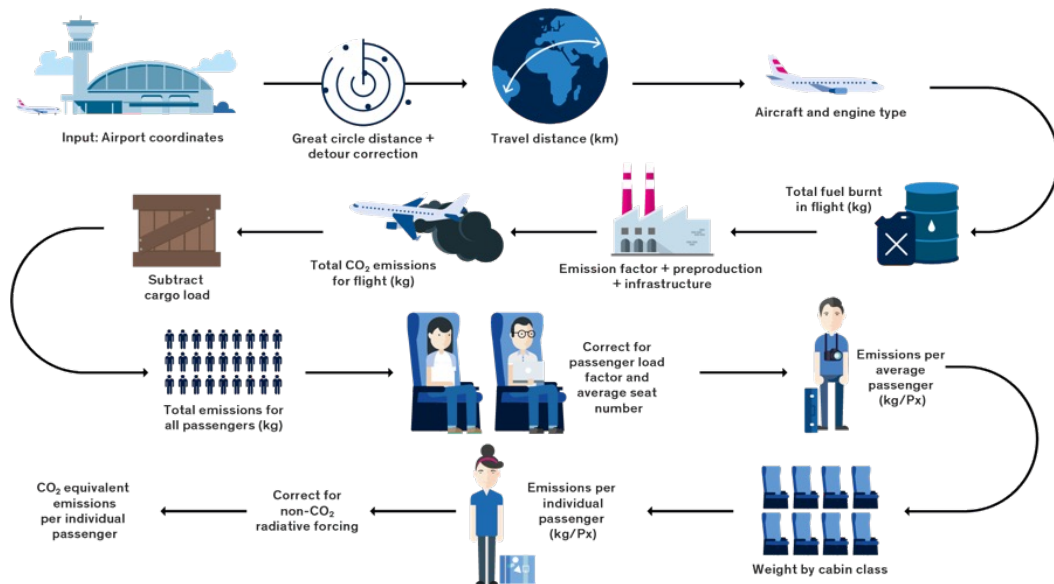 Input: Airport coordinates
Great circle distance +
detour correction
Travel distance (km)
Aircraft and engine type
Total fuel burnt
in flight (kg)
Emission factor + preproduction
+ infrastructure
Total CO₂ emissions
for flight (kg)
Subtract
cargo load
Total emissions for
all passengers (kg)
Correct for
passenger load
factor and
average seat
number
Emissions per
average
passenger
(kg/Px)
Weight by cabin class
Emissions per
individual
passenger
(kg/Px)
Correct for
non-CO₂
radiative forcing
CO₂ equivalent
emissions
per individual
passenger